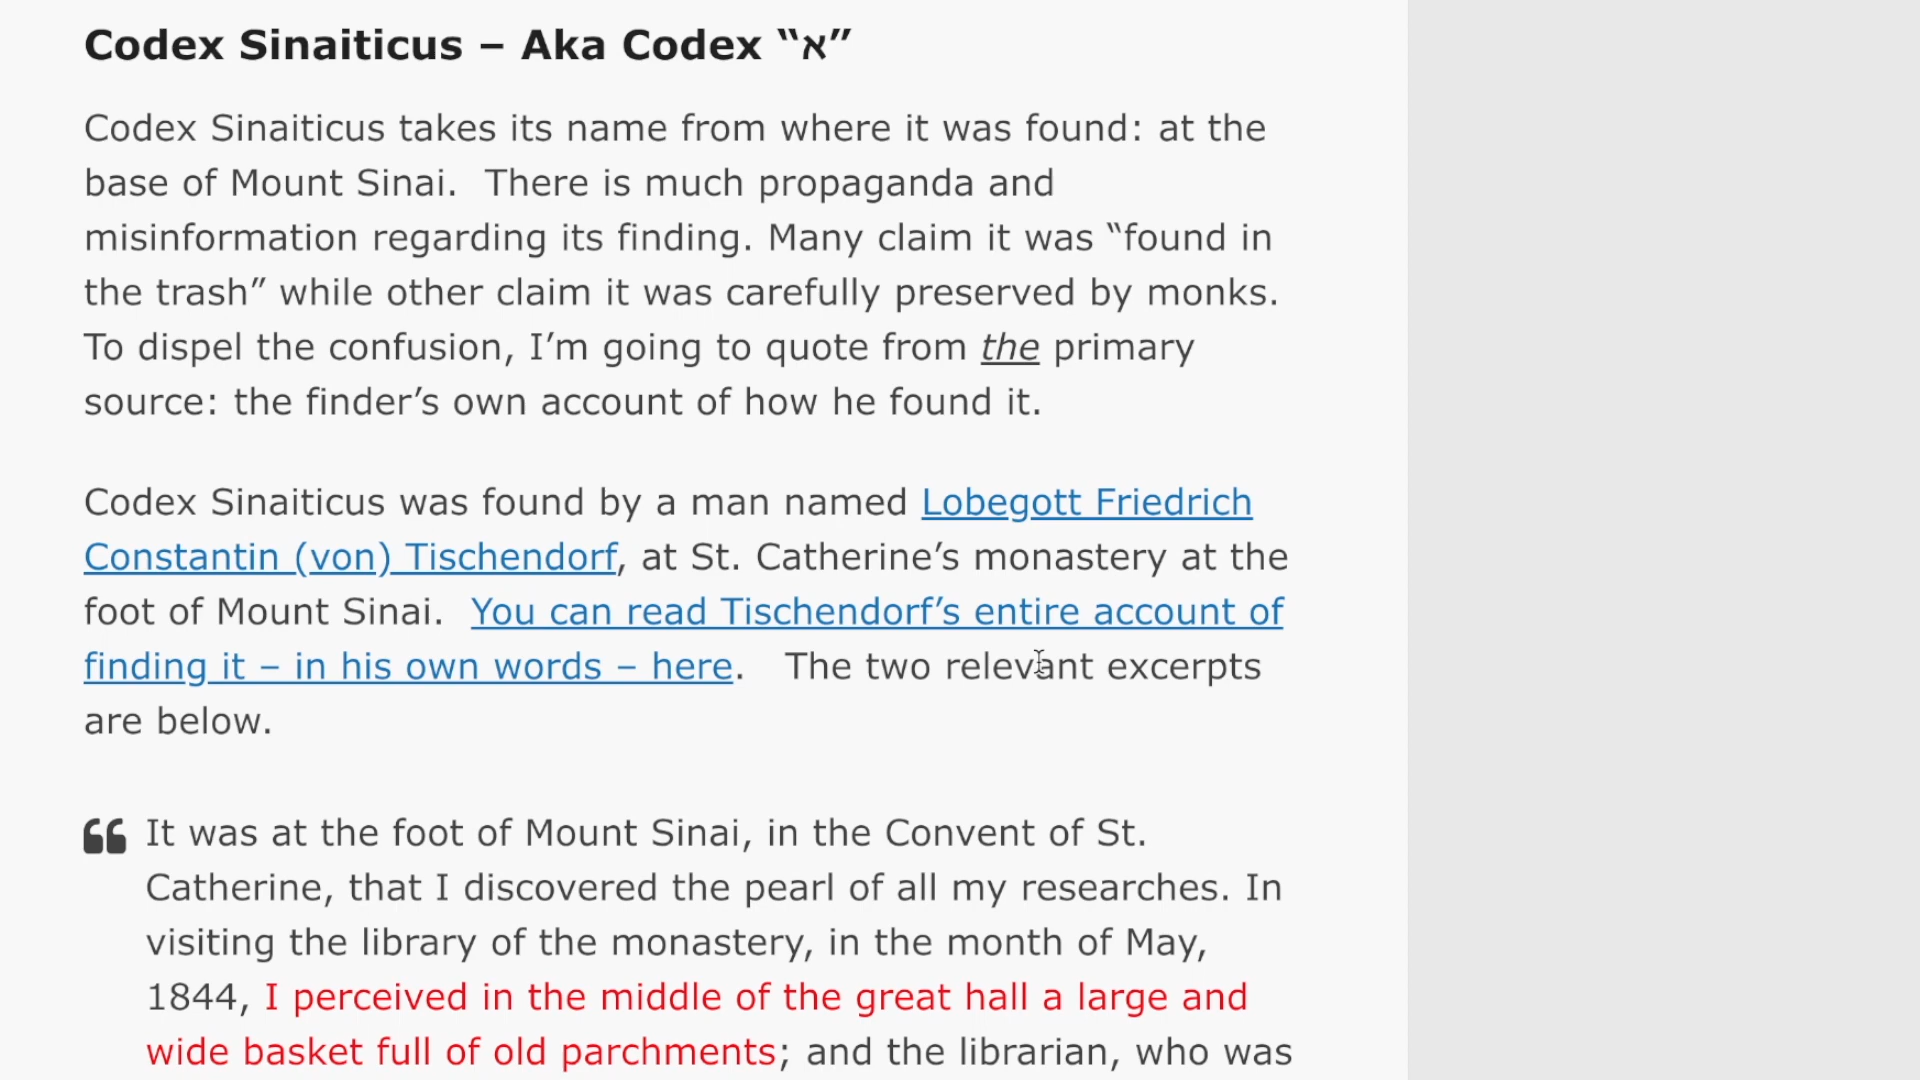 Codex Sinaiticus – Aka Codex “א”
Codex Sinaiticus takes its name from where it was found: at the
base of Mount Sinai.  There is much propaganda and
misinformation regarding its finding. Many claim it was “found in
the trash” while other claim it was carefully preserved by monks.
To dispel the confusion, I’m going to quote from the primary
source: the finder’s own account of how he found it.
Codex Sinaiticus was found by a man named Lobegott Friedrich
Constantin (von) Tischendorf, at St. Catherine’s monastery at the
foot of Mount Sinai.  You can read Tischendorf’s entire account of
finding it – in his own words – here.   The two relevant excerpts
are below.
❝ It was at the foot of Mount Sinai, in the Convent of St.
Catherine, that I discovered the pearl of all my researches. In
visiting the library of the monastery, in the month of May,
1844, I perceived in the middle of the great hall a large and
wide basket full of old parchments; and the librarian, who was